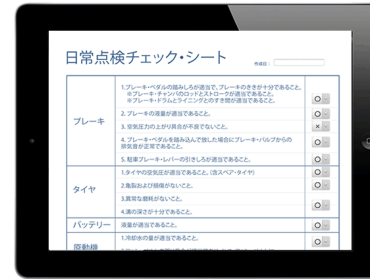 日常点検チェック・シート
作成日：
ブレーキ
1.ブレーキ・ペダルの踏みしろが適当で、ブレーキのききが十分であること。
※ブレーキ・チャンバのロッドとストロークが適当であること。
※ブレーキ・ドラムとライニングとのすき間が適当であること。
○
2. ブレーキの液量が適当であること。
○
3. 空気圧力の上がり具合が不良でないこと。
×
4. ブレーキ・ペダルを踏み込んで放した場合にブレーキ・バルブからの
排気音が正常であること。
○
5. 駐車ブレーキ・レバーの引きしろが適当であること。
○
タイヤ
1.タイヤの空気圧が適当であること。(含スペア・タイヤ)
○
2.亀裂および損傷がないこと。
○
3.異常な磨耗がないこと。
4.溝の深さが十分であること。
○
バッテリー
液量が適当であること。
○
原動機
1.冷却水の量が適当であること。
○